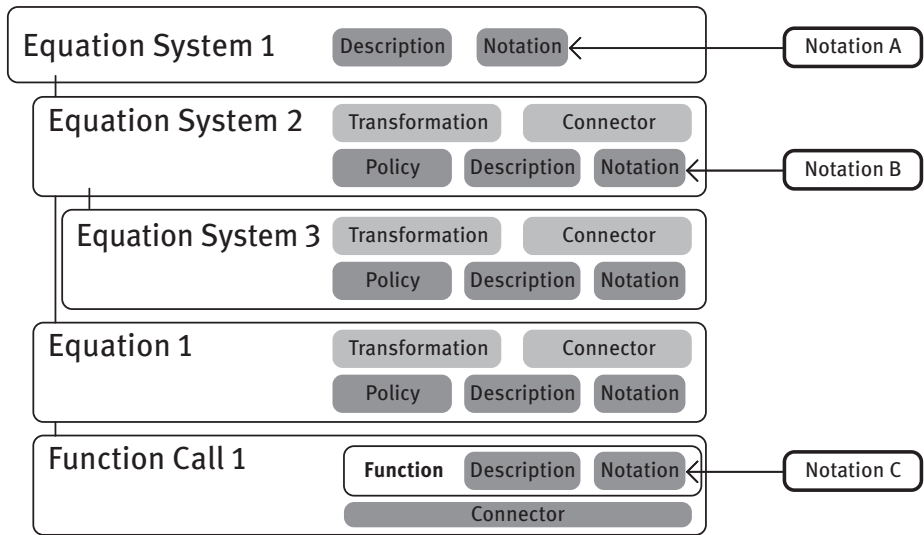 Equation System 1 Description Notation Notation A
Equation System 2 Transformation Connector
Policy Description Notation Notation B
Equation System 3 Transformation Connector
Policy Description Notation
Equation 1 Transformation Connector
Policy Description Notation
Function Call 1 Function Description Notation Notation C
Connector